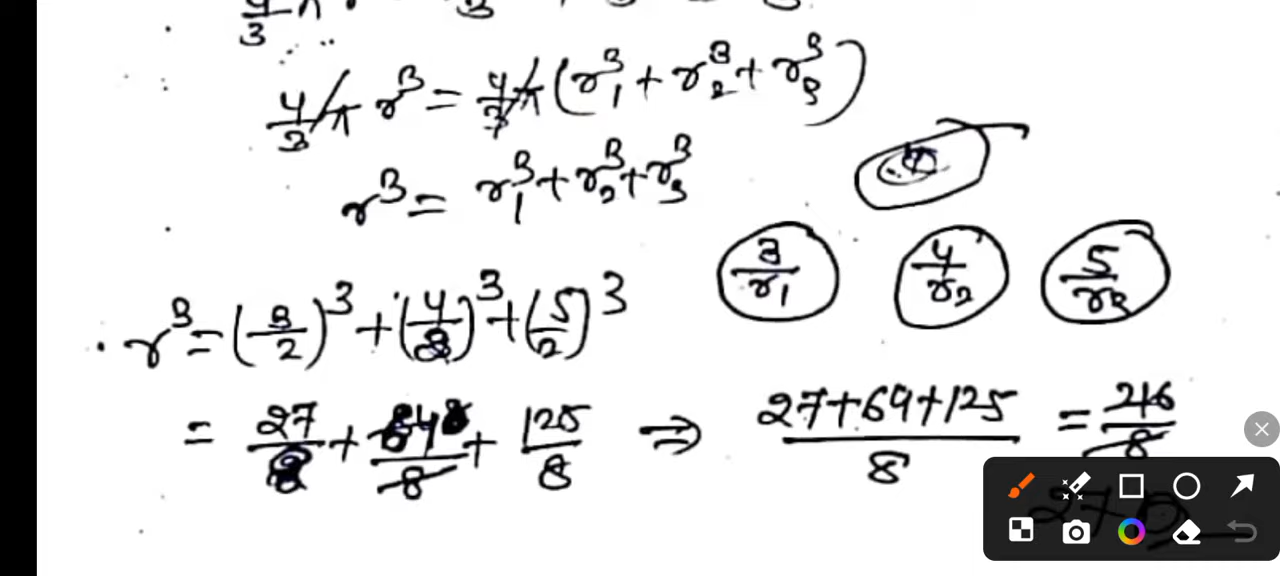 4/3 π r³ = 4/3 π (r₁³ + r₂³ + r₃³)
r³ = r₁³ + r₂³ + r₃³
3/r₁ 4/r₂ 5/r₃
r³ = (3/2)³ + (4/2)³ + (5/2)³
= 27/8 + 64/8 + 125/8 ⇒ (27+64+125)/8 = 216/8
27